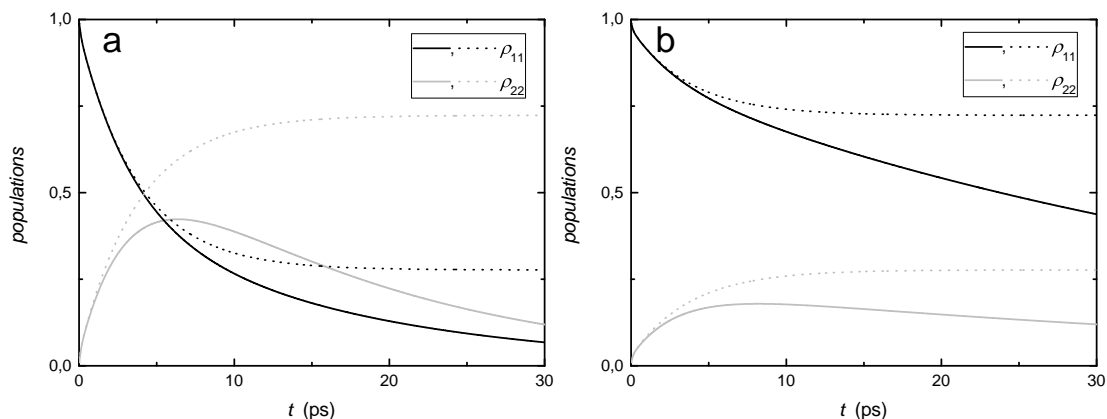 a
, ρ11
, ρ22
1,0
0,5
0,0
populations
0
10
20
30
t (ps)
b
, ρ11
, ρ22
1,0
0,5
0,0
populations
0
10
20
30
t (ps)